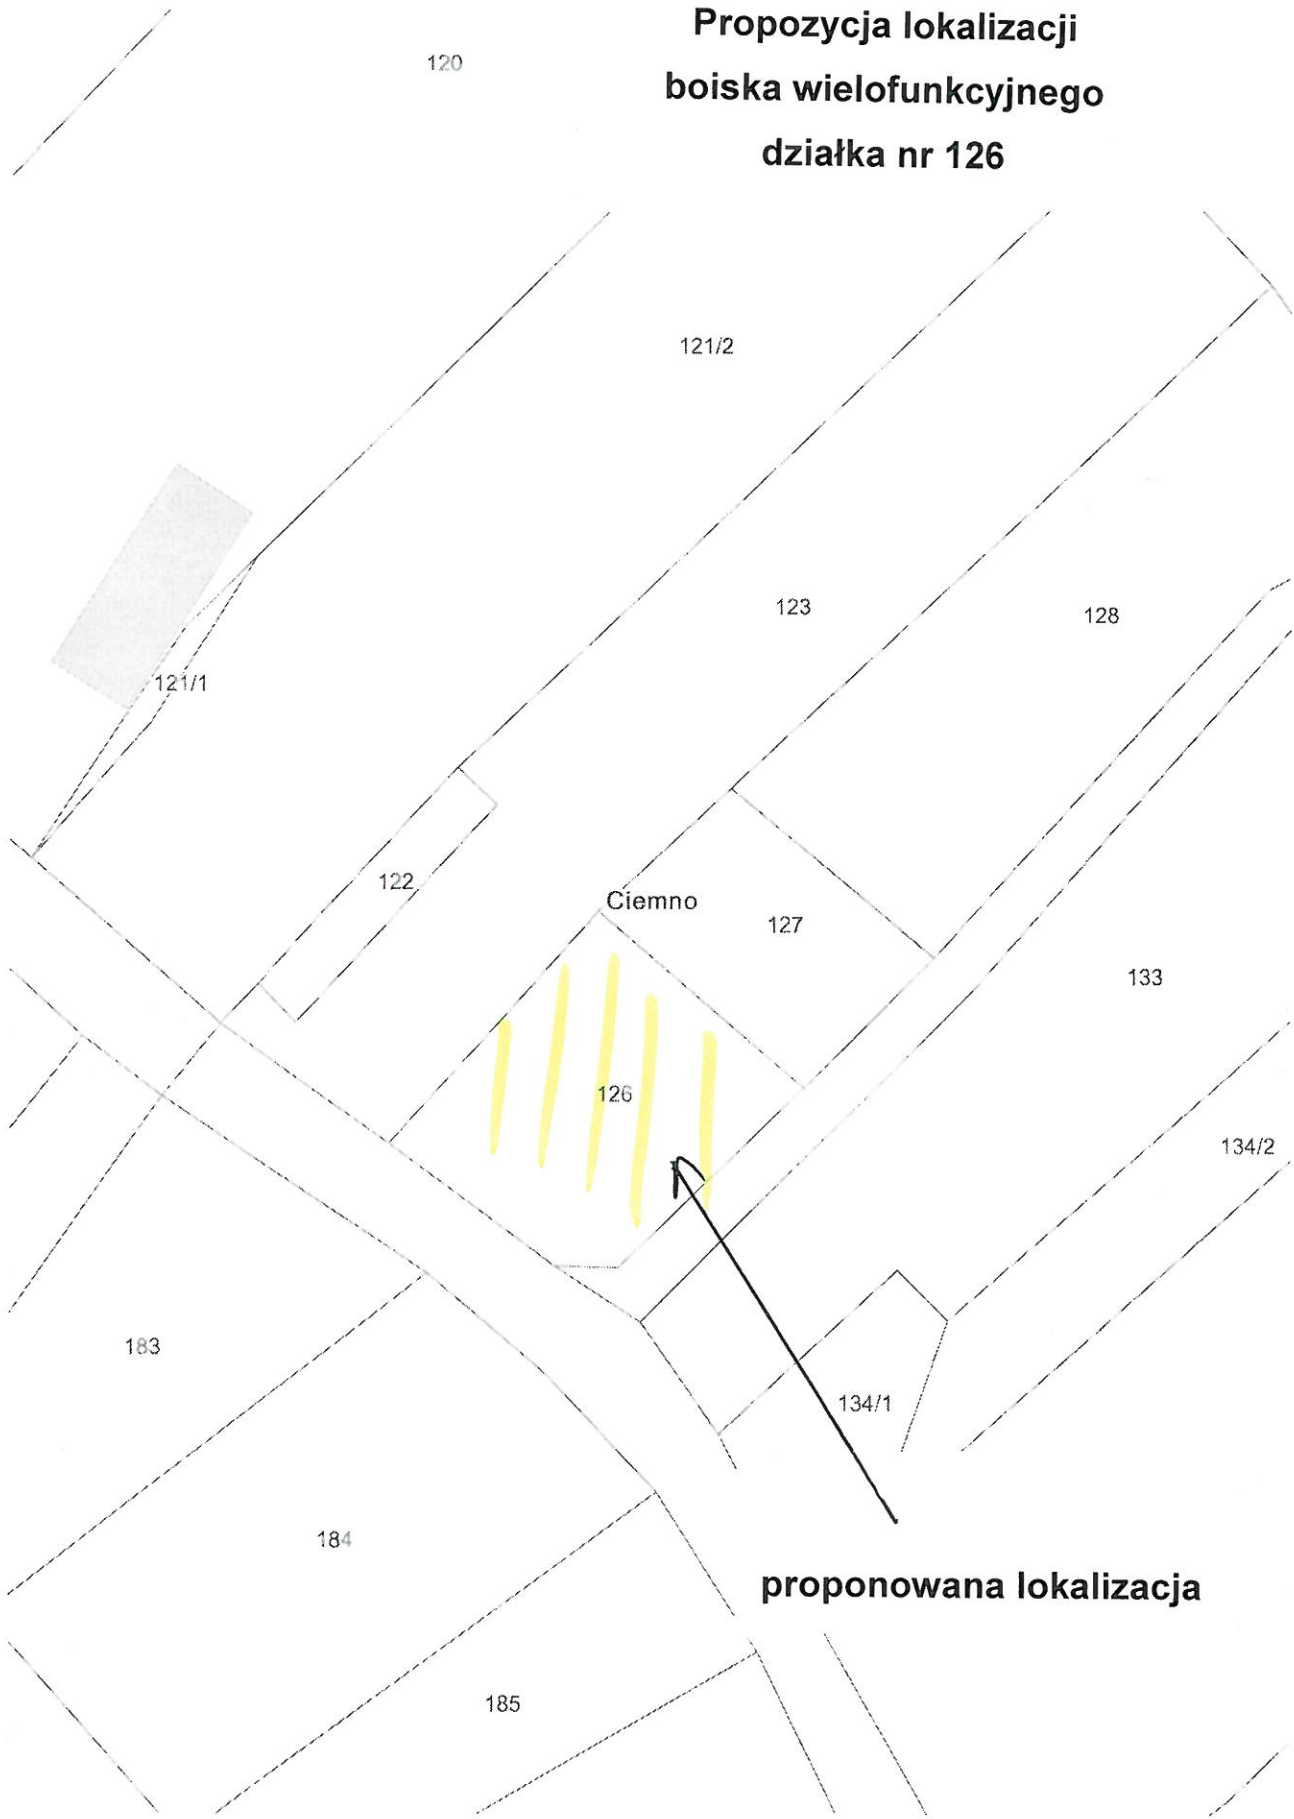 Propozycja lokalizacji
boiska wielofunkcyjnego
działka nr 126
120
121/2
123
128
121/1
122
Ciemno
127
133
126
134/2
183
134/1
184
proponowana lokalizacja
185